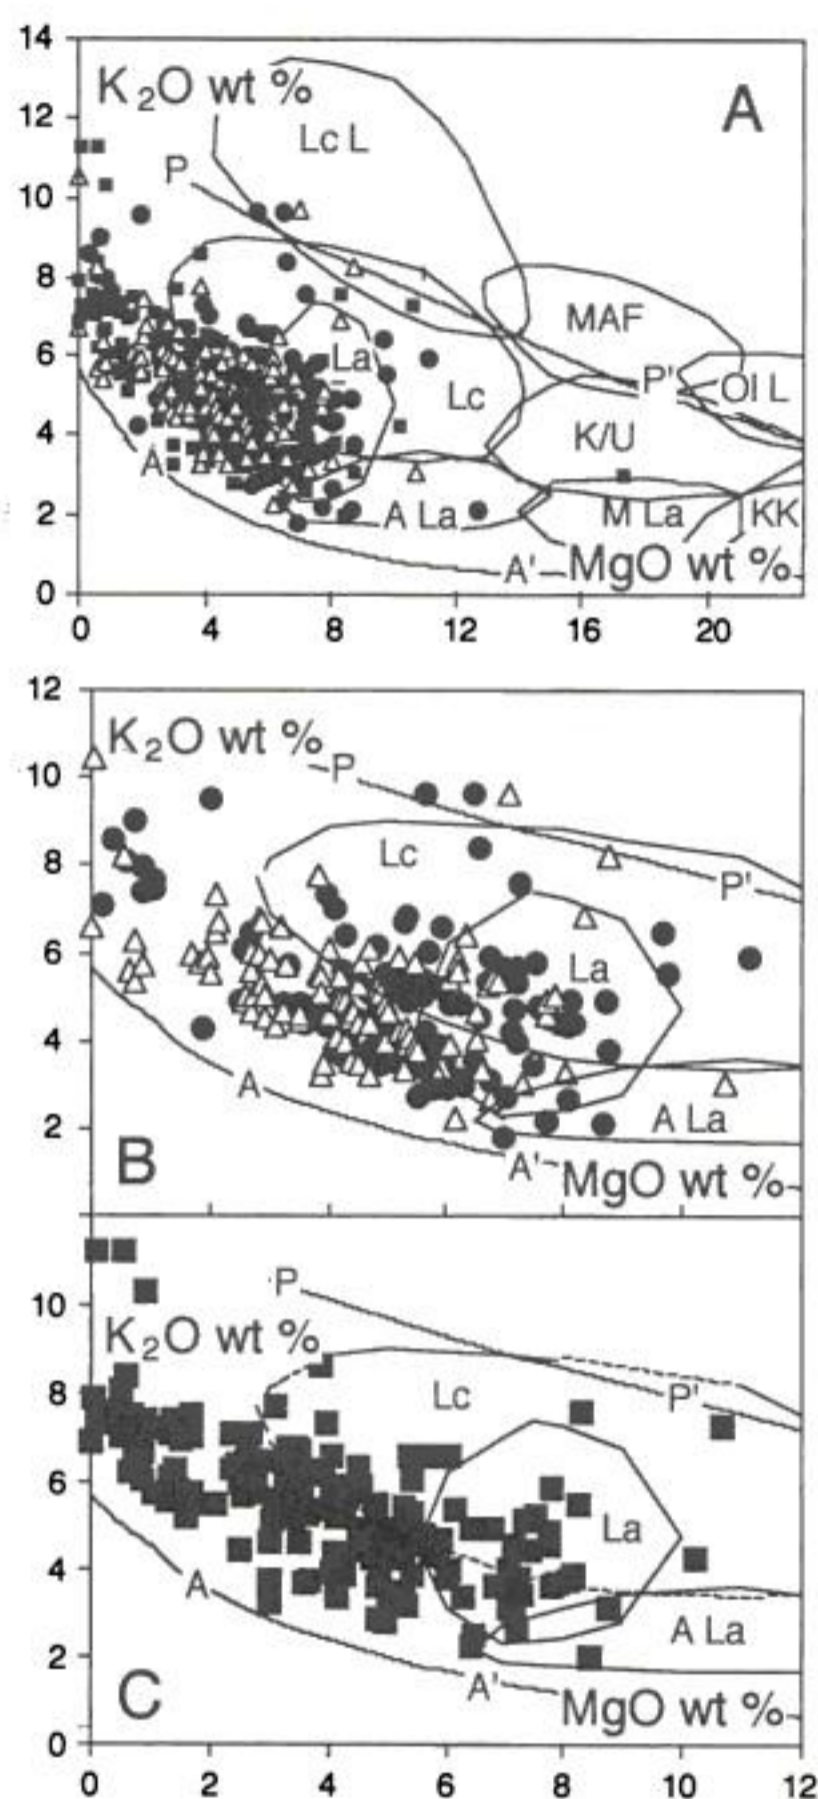 14
K₂O wt %
A
12
Lc L
P
10
8
MAF
6
La
P'
Ol L
Lc
4
K/U
A
2
A La
M La
KK
A'
MgO wt %
0
0 4 8 12 16 20
12
K₂O wt %
P
10
Lc
8
P'
6
La
4
A
2
A La
B
A'
MgO wt %
P
10
K₂O wt %
8
Lc
P'
6
La
4
A
A La
2
A'
C
MgO wt %
0
0 2 4 6 8 10 12